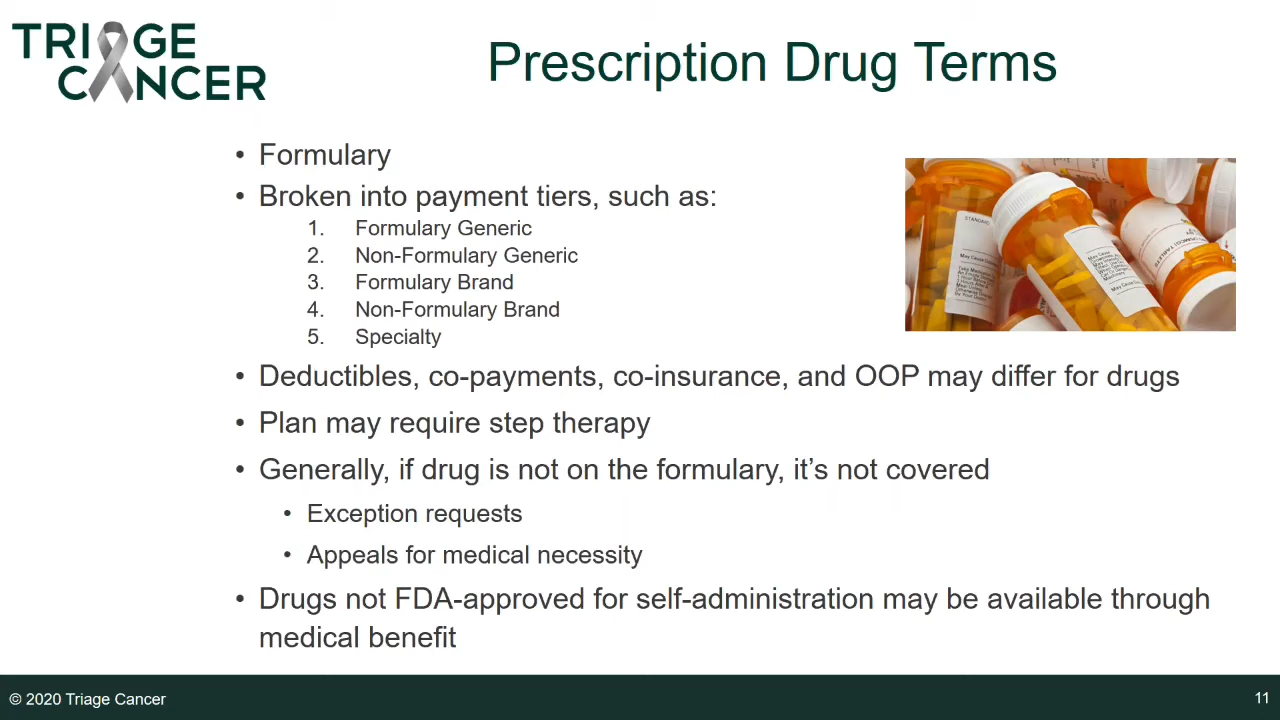 TRIAGE
CANCER
Prescription Drug Terms
• Formulary
• Broken into payment tiers, such as:
1. Formulary Generic
2. Non-Formulary Generic
3. Formulary Brand
4. Non-Formulary Brand
5. Specialty
• Deductibles, co-payments, co-insurance, and OOP may differ for drugs
• Plan may require step therapy
• Generally, if drug is not on the formulary, it’s not covered
• Exception requests
• Appeals for medical necessity
• Drugs not FDA-approved for self-administration may be available through
medical benefit
© 2020 Triage Cancer
11